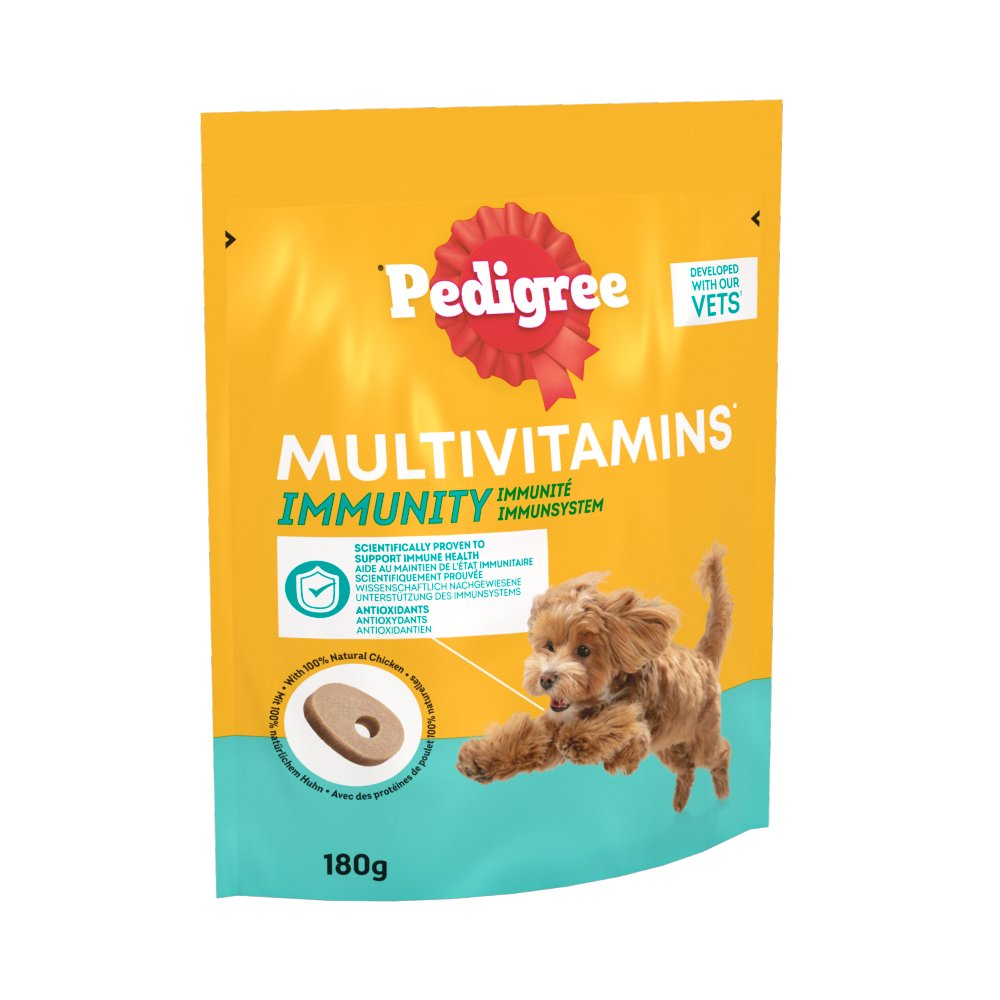 ® Pedigree
DEVELOPED
WITH OUR
VETS†
MULTIVITAMINS*
IMMUNITY
IMMUNITÉ
IMMUNSYSTEM
SCIENTIFICALLY PROVEN TO
SUPPORT IMMUNE HEALTH
AIDE AU MAINTIEN DE L'ÉTAT IMMUNITAIRE
SCIENTIFIQUEMENT PROUVÉE
WISSENSCHAFTLICH NACHGEWIESENE
UNTERSTÜTZUNG DES IMMUNSYSTEMS
ANTIOXIDANTS
ANTIOXYDANTS
ANTIOXIDANTIEN
• With 100% Natural Chicken • Avec des protéines de poulet 100% naturelles • Mit 100% natürlichem Huhn
180g